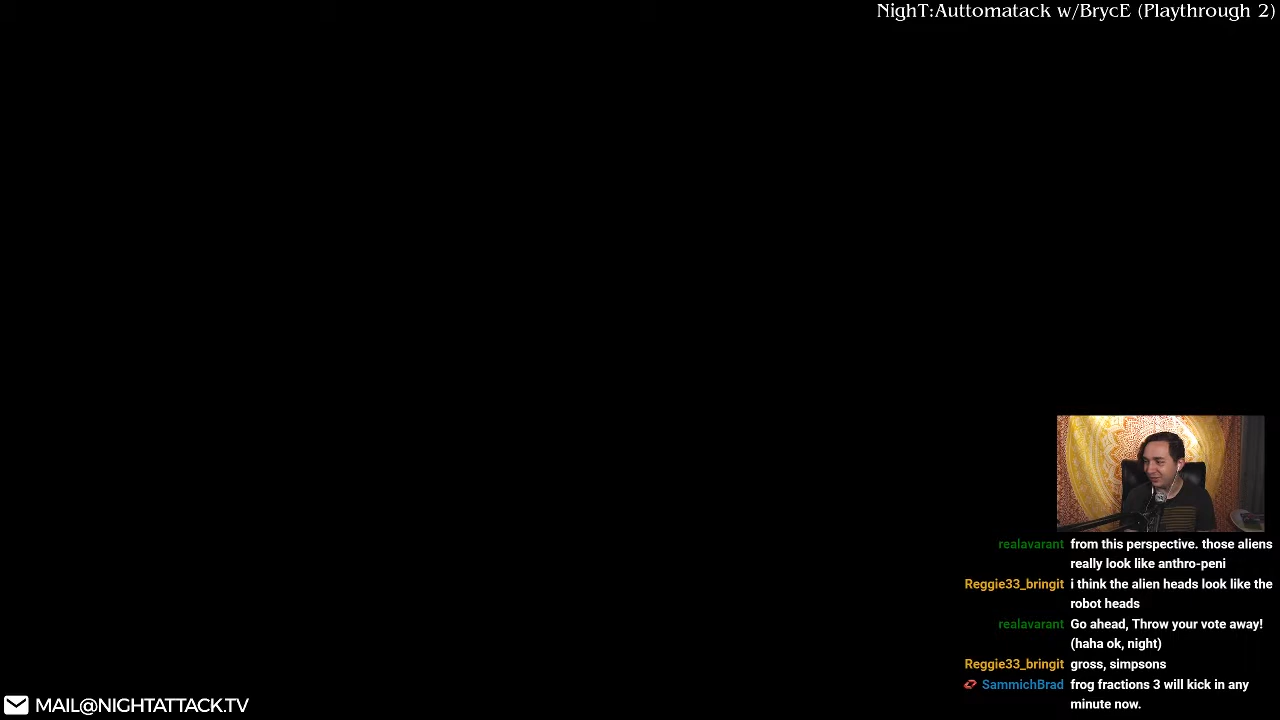 NighT:Auttomatack w/BrycE (Playthrough 2)
realavarant from this perspective. those aliens
really look like anthro-peni
Reggie33_bringit i think the alien heads look like the
robot heads
realavarant Go ahead, Throw your vote away!
(haha ok, night)
Reggie33_bringit gross, simpsons
SammichBrad frog fractions 3 will kick in any
minute now.
MAIL@NIGHTATTACK.TV